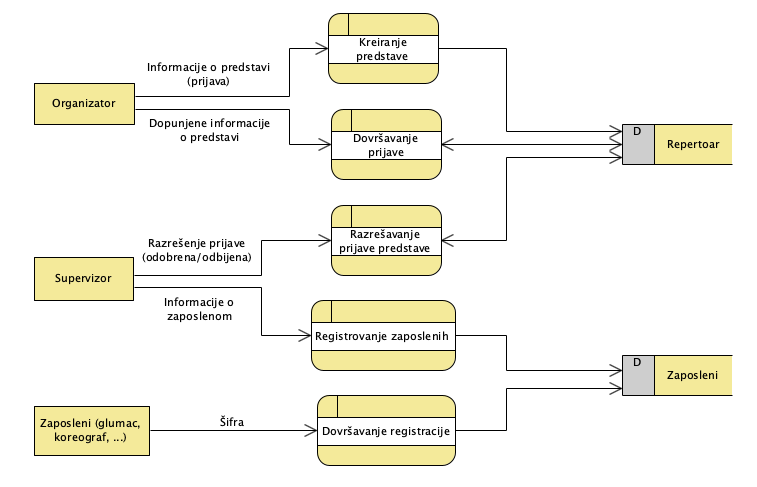 Kreiranje
predstave
Informacije o predstavi
(prijava)
Organizator
Dopunjene informacije
o predstavi
Dovršavanje
prijave
D
Repertoar
Razrešenje prijave
(odobrena/odbijena)
Razrešavanje
prijave predstave
Supervizor
Informacije o
zaposlenom
Registrovanje zaposlenih
D
Zaposleni
Zaposleni (glumac,
koreograf, ...)
Šifra
Dovršavanje registracije